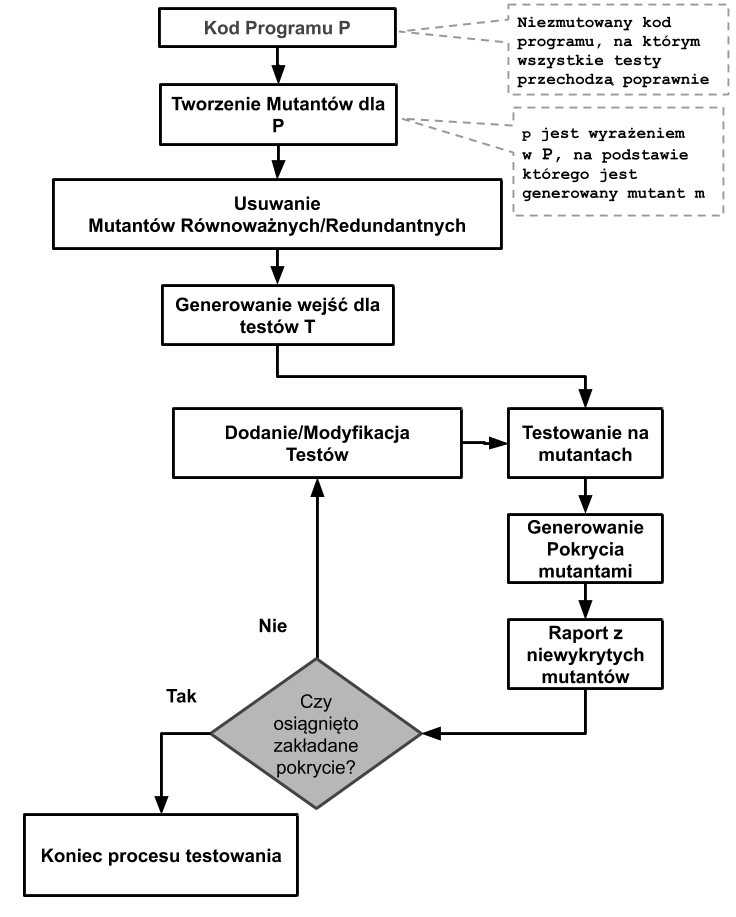 Kod Programu P
Niezmutowany kod
programu, na którym
wszystkie testy
przechodzą poprawnie
Tworzenie Mutantów dla
P
p jest wyrażeniem
w P, na podstawie
którego jest
generowany mutant m
Usuwanie
Mutantów Równoważnych/Redundantnych
Generowanie wejść dla
testów T
Dodanie/Modyfikacja
Testów
Testowanie na
mutantach
Generowanie
Pokrycia
mutantami
Raport z
niewykrytych
mutantów
Nie
Tak
Czy
osiągnięto
zakładane
pokrycie?
Koniec procesu testowania